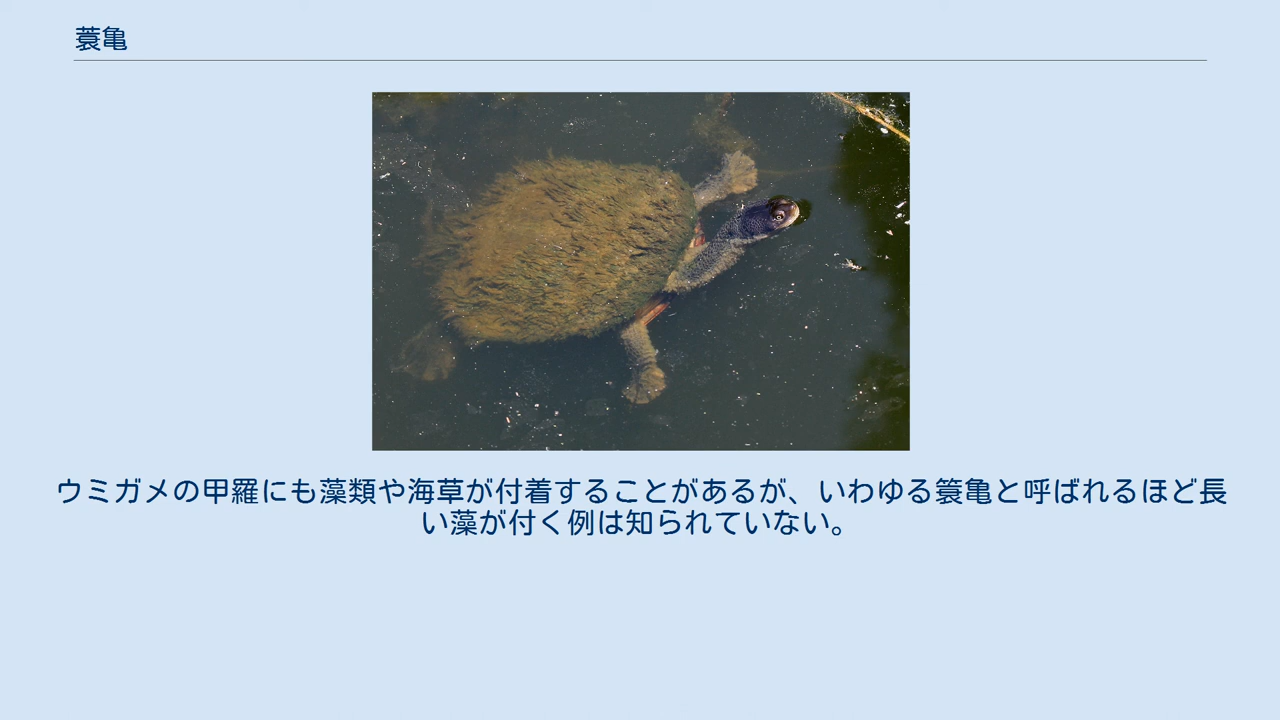 蓑亀
ウミガメの甲羅にも藻類や海草が付着することがあるが、いわゆる簑亀と呼ばれるほど長
い藻が付く例は知られていない。